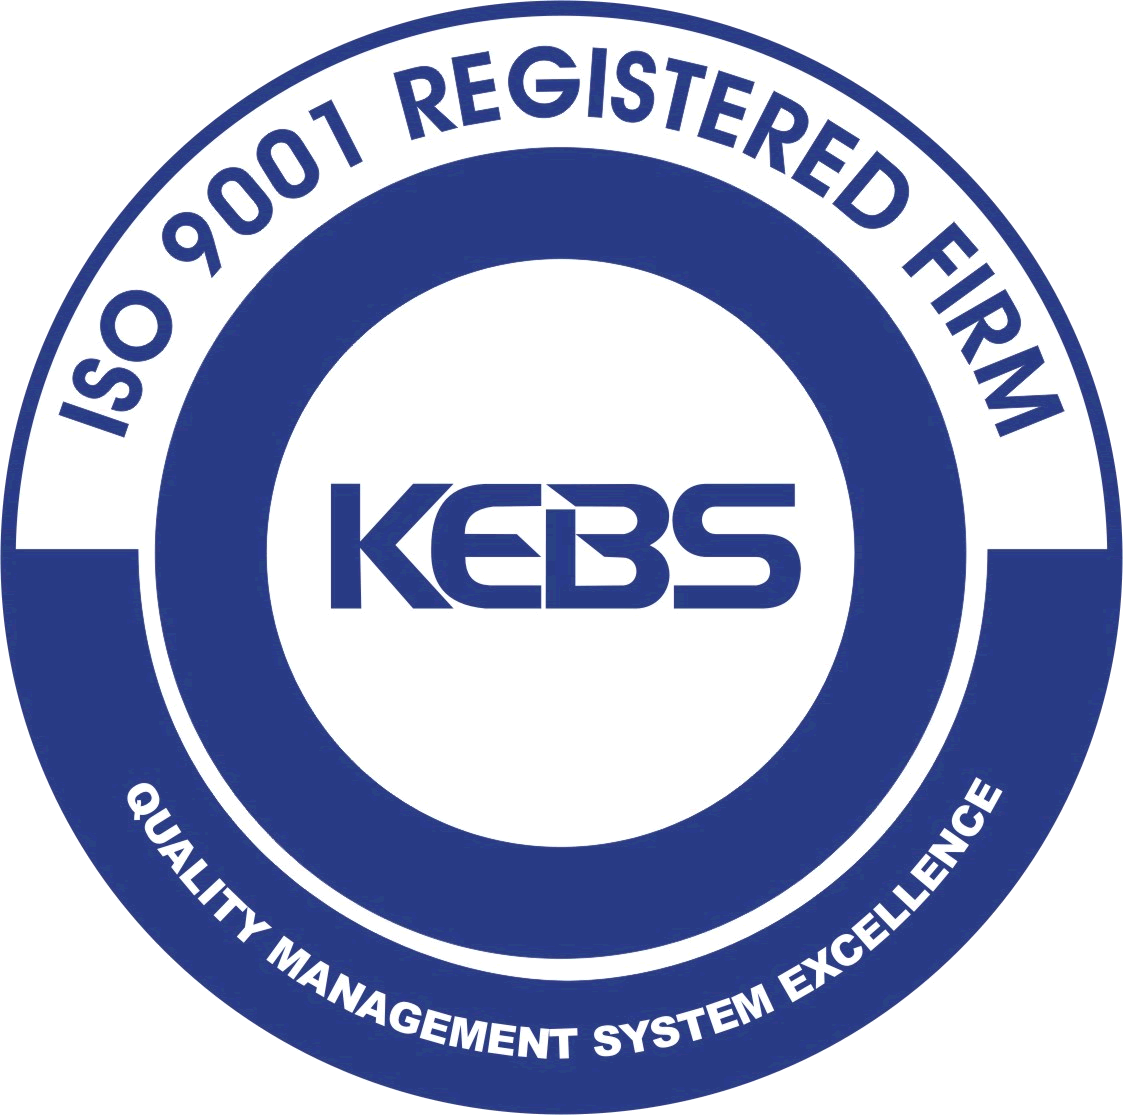 ISO 9001 REGISTERED FIRM
KEBS
QUALITY MANAGEMENT SYSTEM EXCELLENCE